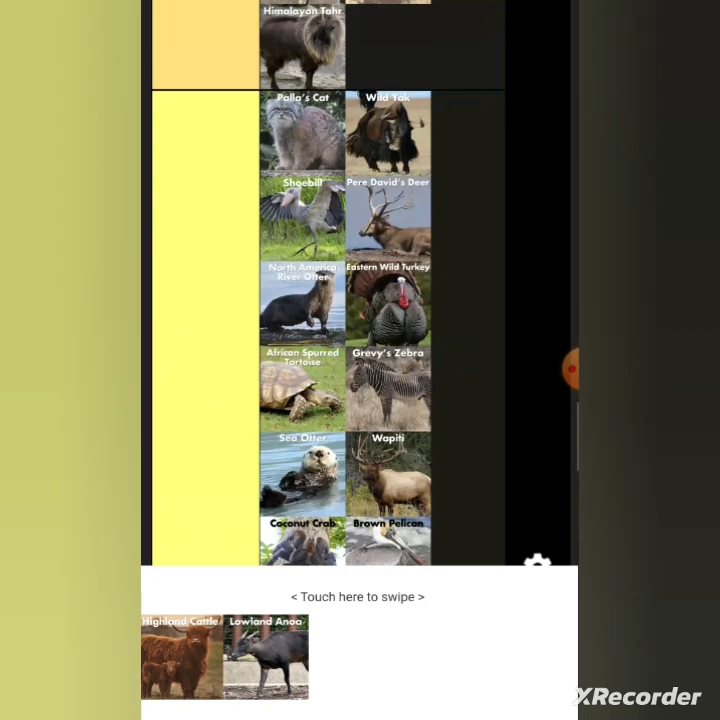 Himalayan Tahr
Palla's Cat
Wild Yak
Shoebill
Pere David's Deer
North America
River Otter
Eastern Wild Turkey
African Spurred
Tortoise
Grevy's Zebra
Sea Otter
Wapiti
Coconut Crab
Brown Pelican
< Touch here to swipe >
Highland Cattle
Lowland Anoa
XRecorder